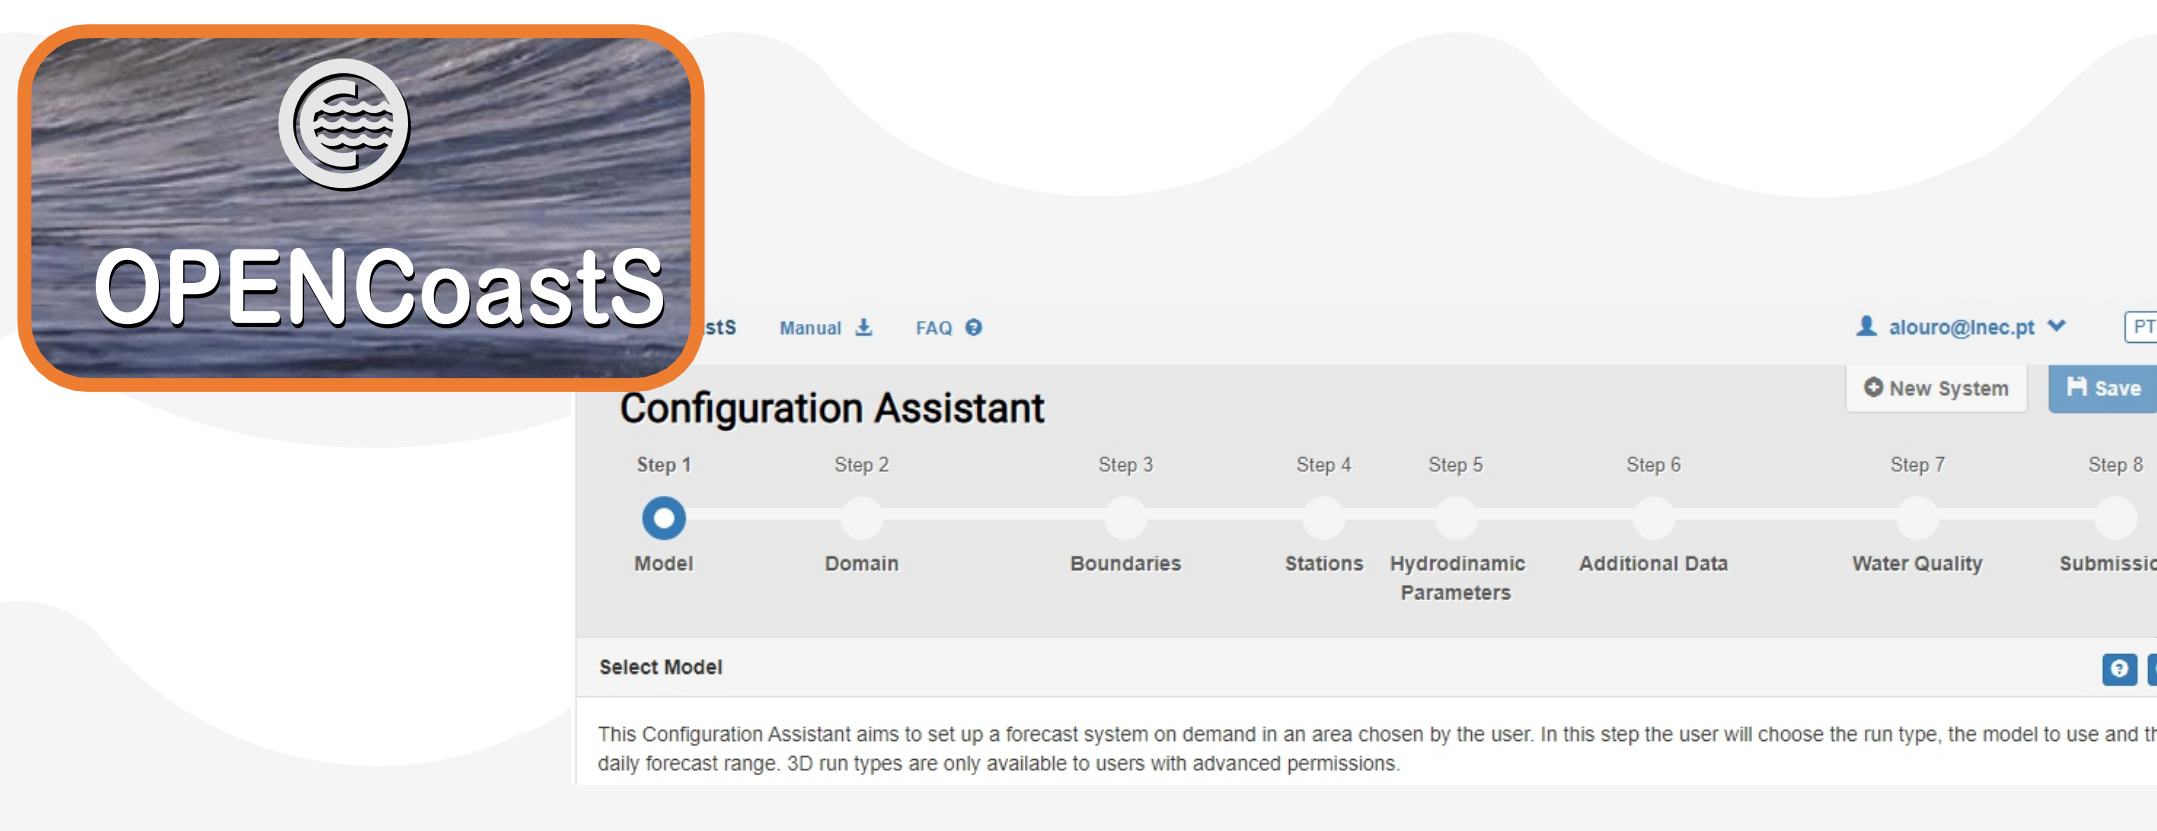 OPENCoastS
Manual
FAQ
alouro@lnec.pt
PT
Configuration Assistant
New System
Save
Step 1
Step 2
Step 3
Step 4
Step 5
Step 6
Step 7
Step 8
Model
Domain
Boundaries
Stations
Hydrodinamic
Parameters
Additional Data
Water Quality
Select Model
This Configuration Assistant aims to set up a forecast system on demand in an area chosen by the user. In this step the user will choose the run type, the model to use and
daily forecast range. 3D run types are only available to users with advanced permissions.